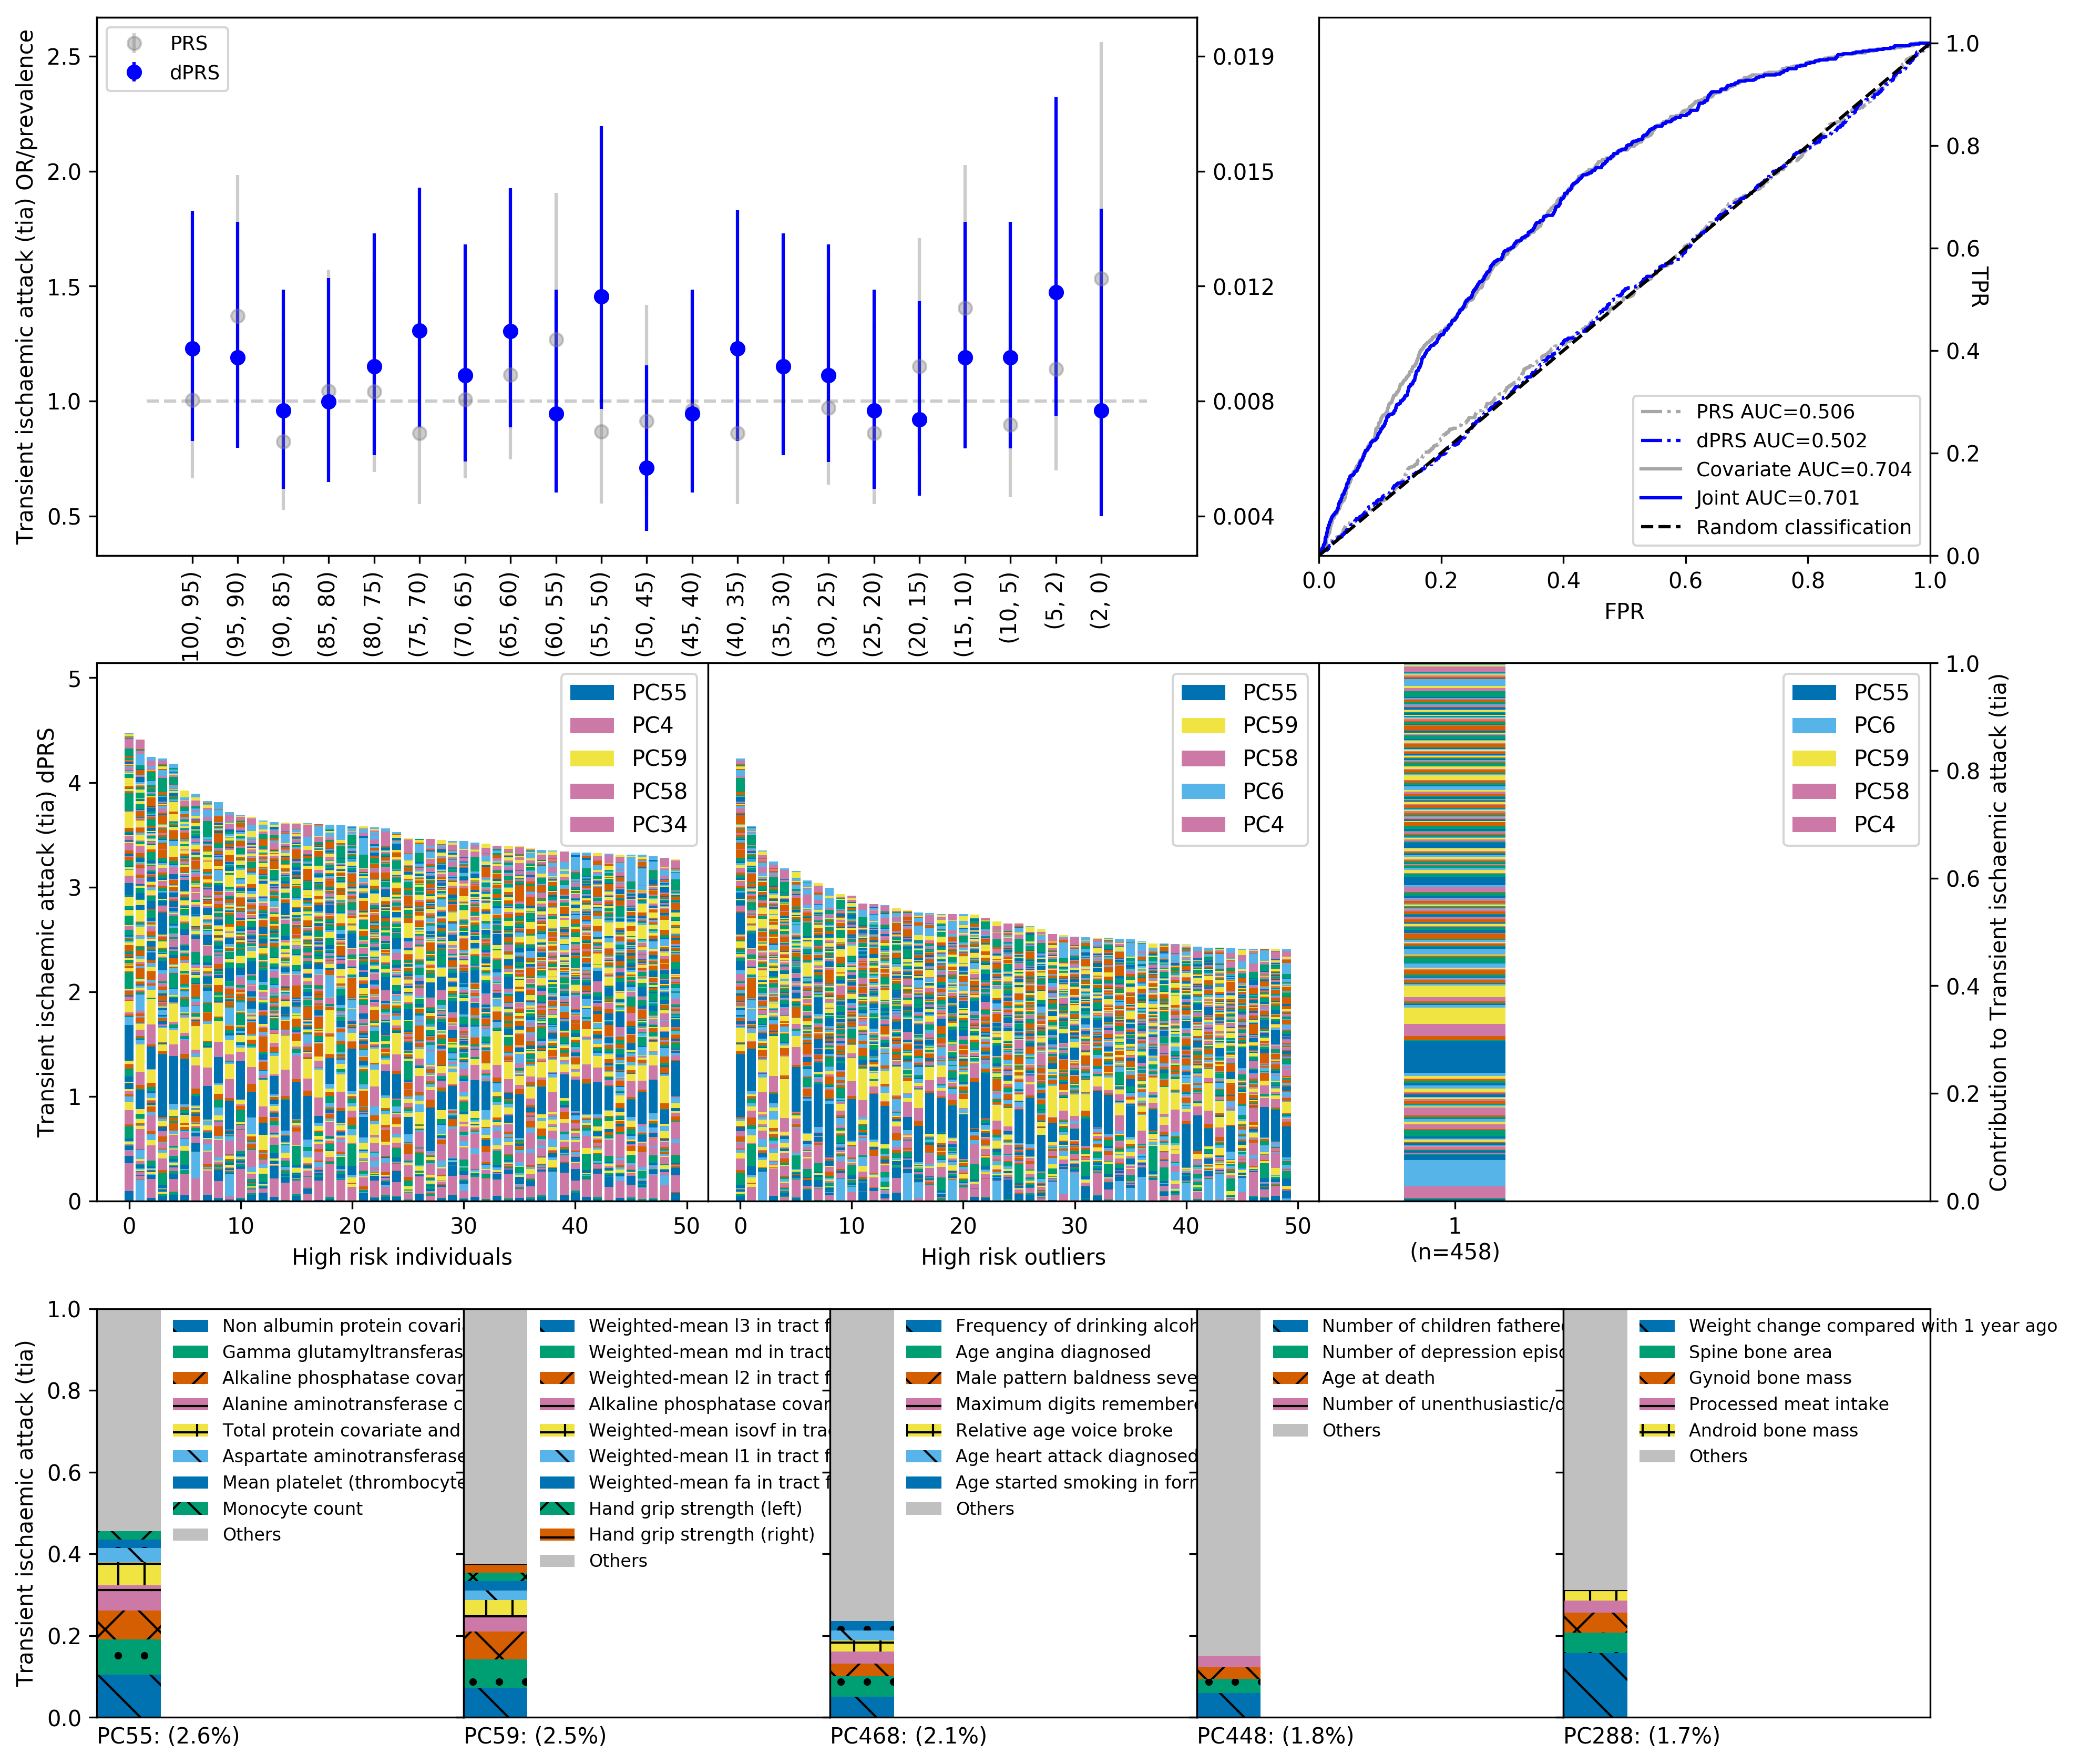 Transient ischaemic attack (tia) OR/prevalence
2.5
2.0
1.5
1.0
0.5
PRS
dPRS
0.019
0.015
0.012
0.008
0.004
100, 95)
(95, 90)
(90, 85)
(85, 80)
(80, 75)
(75, 70)
(70, 65)
(65, 60)
(60, 55)
(55, 50)
(50, 45)
(45, 40)
(40, 35)
(35, 30)
(30, 25)
(25, 20)
(20, 15)
(15, 10)
(10, 5)
(5, 2)
(2, 0)
PRS AUC=0.506
dPRS AUC=0.502
Covariate AUC=0.704
Joint AUC=0.701
Random classification
1.0
0.8
0.6
0.4
0.2
0.0
TPR
0.0 0.2 0.4 0.6 0.8 1.0
FPR
Transient ischaemic attack (tia) dPRS
5
4
3
2
1
0
PC55
PC4
PC59
PC58
PC34
0 10 20 30 40 50
High risk individuals
PC55
PC59
PC58
PC6
PC4
0 10 20 30 40 50
High risk outliers
PC55
PC6
PC59
PC58
PC4
1
(n=458)
1.0
0.8
0.6
0.4
0.2
0.0
Contribution to Transient ischaemic attack (tia)
Transient ischaemic attack (tia)
1.0
0.8
0.6
0.4
0.2
0.0
Non albumin protein covari
Gamma glutamyltransferas
Alkaline phosphatase covar
Alanine aminotransferase c
Total protein covariate and
Aspartate aminotransferase
Mean platelet (thrombocyte
Monocyte count
Others
PC55: (2.6%)
Weighted-mean l3 in tract f
Weighted-mean md in tract
Weighted-mean l2 in tract f
Alkaline phosphatase covar
Weighted-mean isovf in tra
Weighted-mean l1 in tract f
Weighted-mean fa in tract f
Hand grip strength (left)
Hand grip strength (right)
Others
PC59: (2.5%)
Frequency of drinking alcoh
Age angina diagnosed
Male pattern baldness seve
Maximum digits remembere
Relative age voice broke
Age heart attack diagnosed
Age started smoking in forr
Others
PC468: (2.1%)
Number of children fathere
Number of depression episo
Age at death
Number of unenthusiastic/d
Others
PC448: (1.8%)
Weight change compared with 1 year ago
Spine bone area
Gynoid bone mass
Processed meat intake
Android bone mass
Others
PC288: (1.7%)